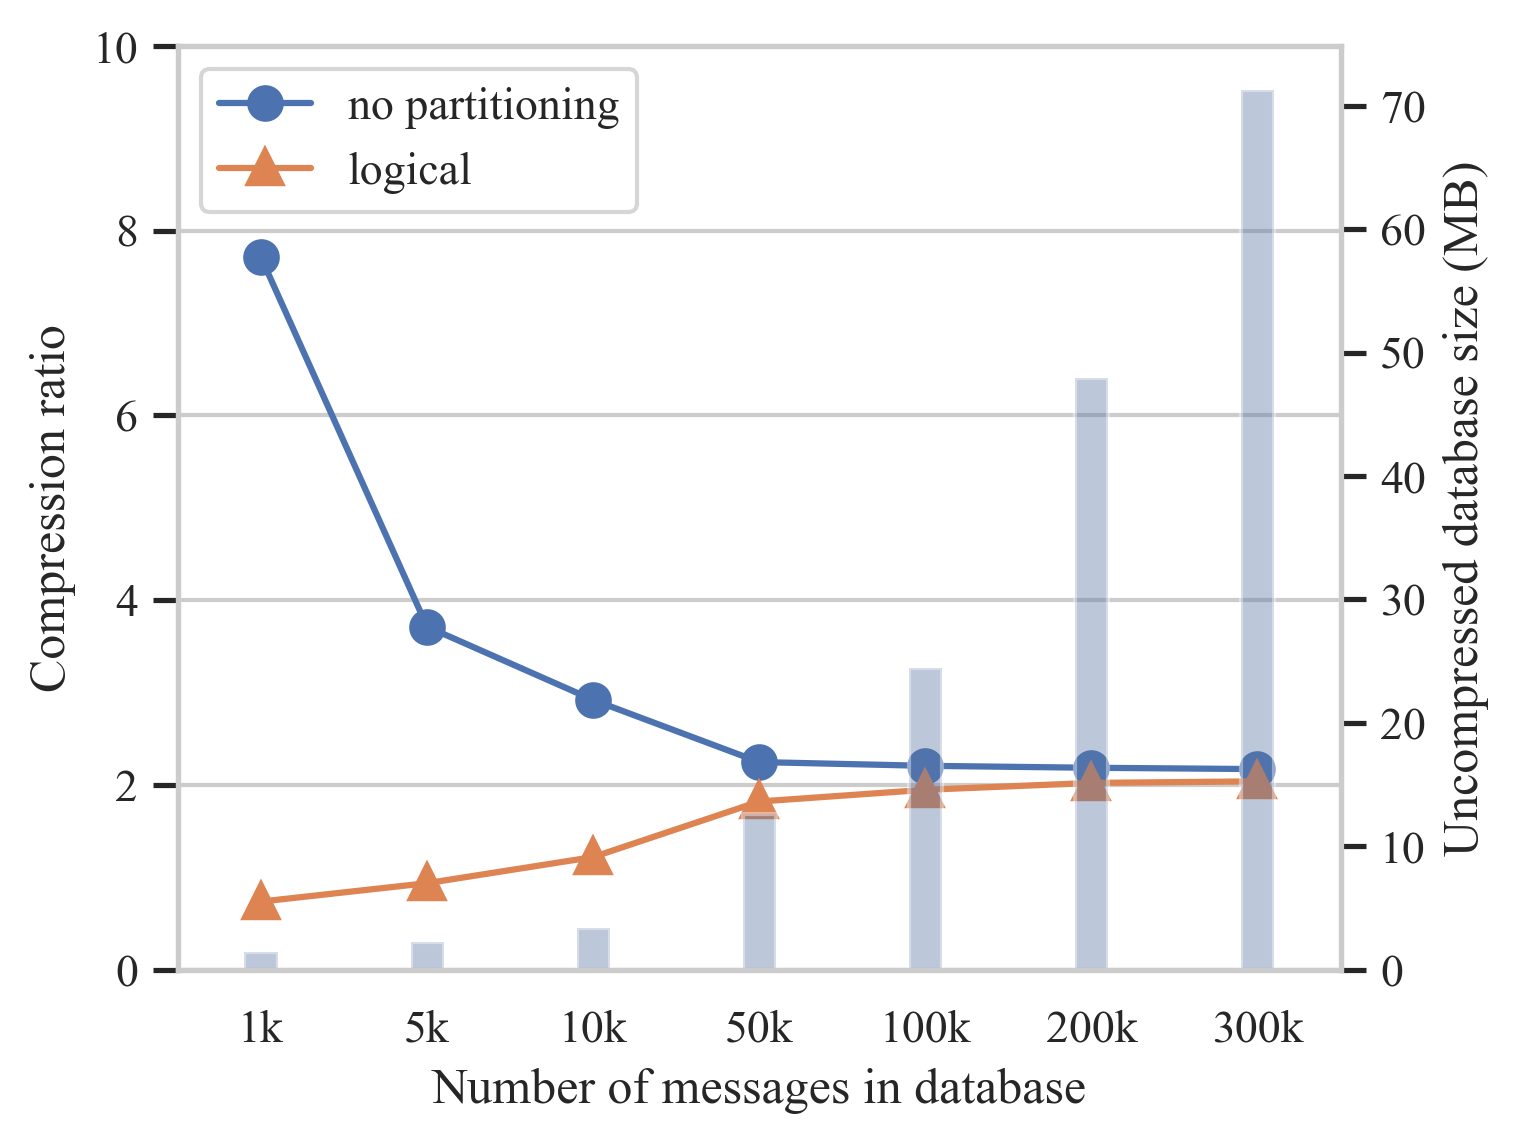 no partitioning
logical
Compression ratio
10
8
6
4
2
0
Uncompressed database size (MB)
70
60
50
40
30
20
10
0
1k 5k 10k 50k 100k 200k 300k
Number of messages in database